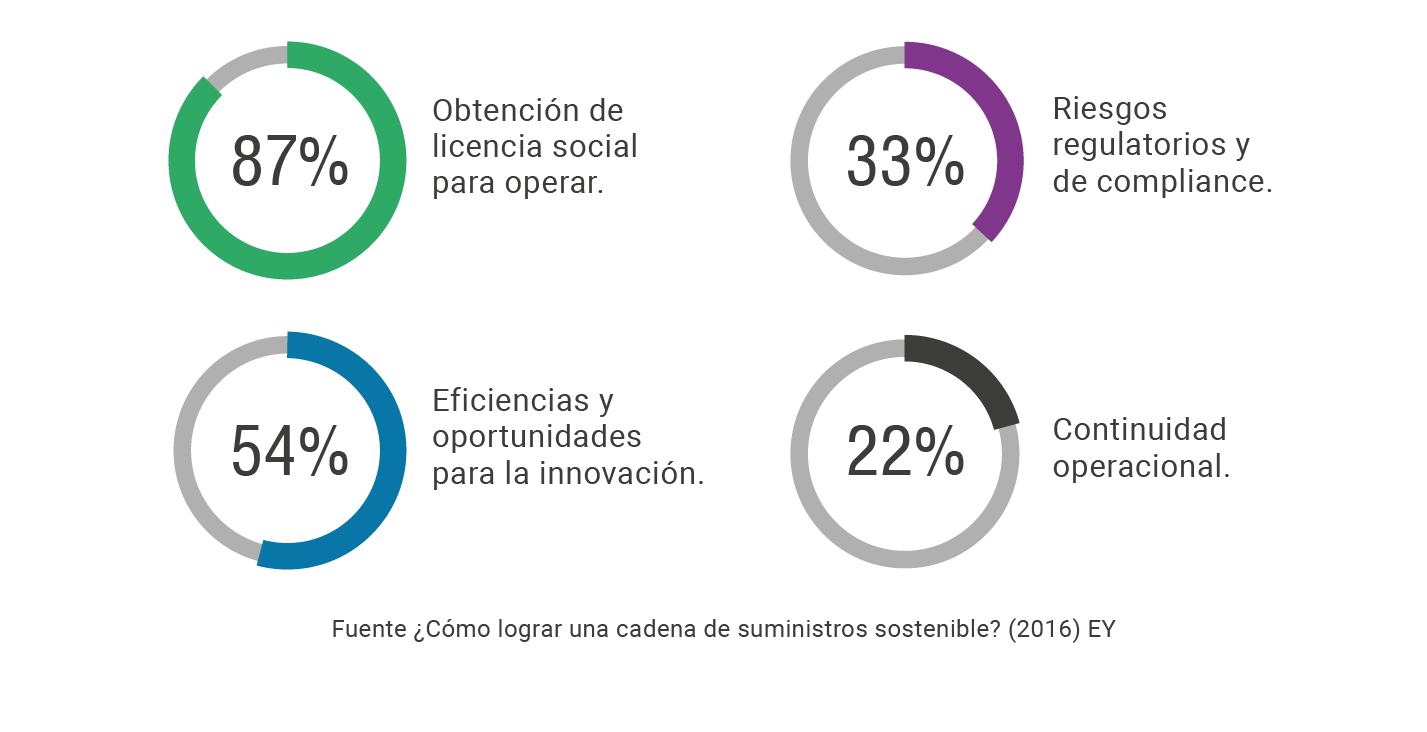 87%
Obtención de
licencia social
para operar.
33%
Riesgos
regulatorios y
de compliance.
54%
Eficiencias y
oportunidades
para la innovación.
22%
Continuidad
operacional.
Fuente ¿Cómo lograr una cadena de suministros sostenible? (2016) EY